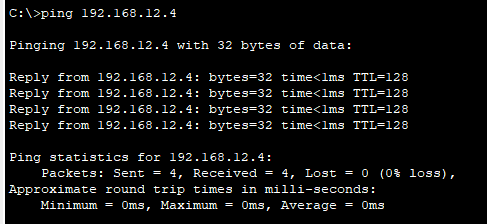 C:\>ping 192.168.12.4
Pinging 192.168.12.4 with 32 bytes of data:
Reply from 192.168.12.4: bytes=32 time<1ms TTL=128
Reply from 192.168.12.4: bytes=32 time<1ms TTL=128
Reply from 192.168.12.4: bytes=32 time<1ms TTL=128
Reply from 192.168.12.4: bytes=32 time<1ms TTL=128
Ping statistics for 192.168.12.4:
Packets: Sent = 4, Received = 4, Lost = 0 (0% loss),
Approximate round trip times in milli-seconds:
Minimum = 0ms, Maximum = 0ms, Average = 0ms